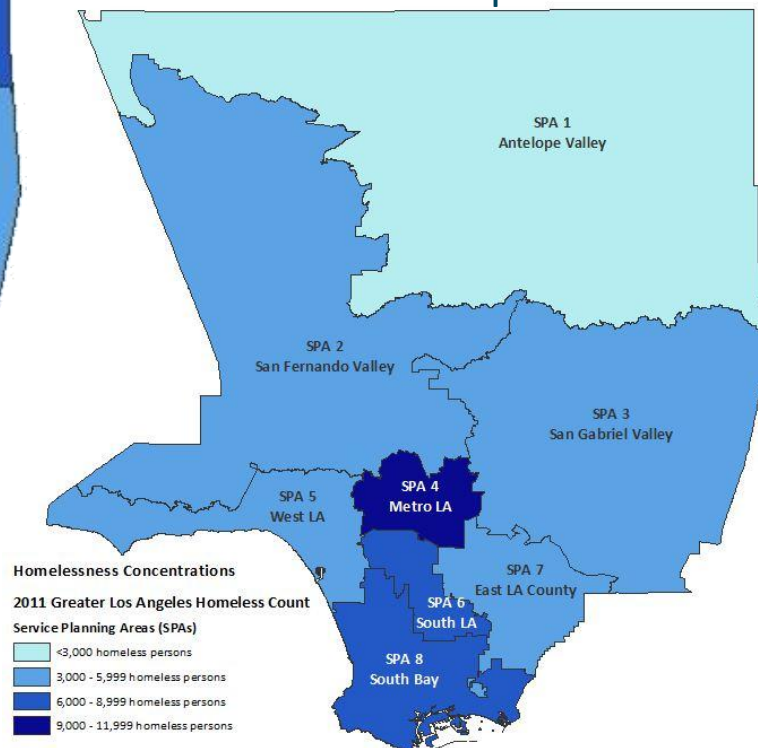 SPA 1
Antelope Valley
SPA 2
San Fernando Valley
SPA 3
San Gabriel Valley
SPA 4
Metro LA
SPA 5
West LA
SPA 7
East LA County
SPA 6
South LA
SPA 8
South Bay
Homelessness Concentrations
2011 Greater Los Angeles Homeless Count
Service Planning Areas (SPAs)
<3,000 homeless persons
3,000 - 5,999 homeless persons
6,000 - 8,999 homeless persons
9,000 - 11,999 homeless persons